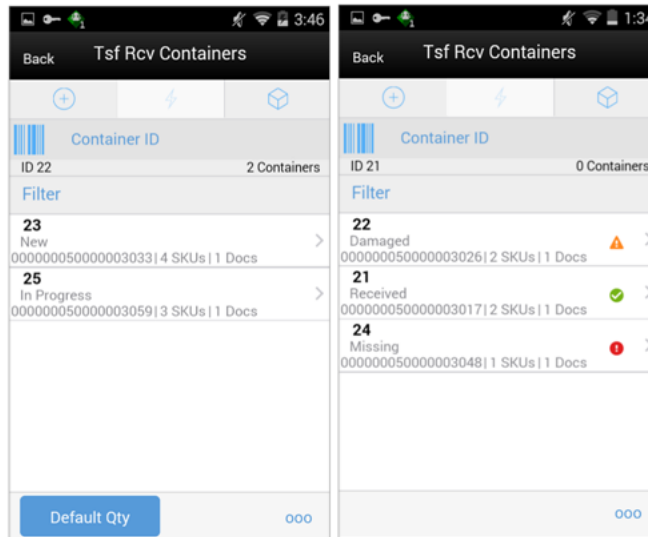 3:46
Back Tsf Rcv Containers
Container ID
ID 22 2 Containers
Filter
23
New
000000050000003033| 4 SKUs | 1 Docs
25
In Progress
000000050000003059| 3 SKUs | 1 Docs
Default Qty
ooo
1:34
Back Tsf Rcv Containers
Container ID
ID 21 0 Containers
Filter
22
Damaged
000000050000003026| 2 SKUs | 1 Docs
21
Received
000000050000003017| 2 SKUs | 1 Docs
24
Missing
000000050000003048| 1 SKUs | 1 Docs
ooo